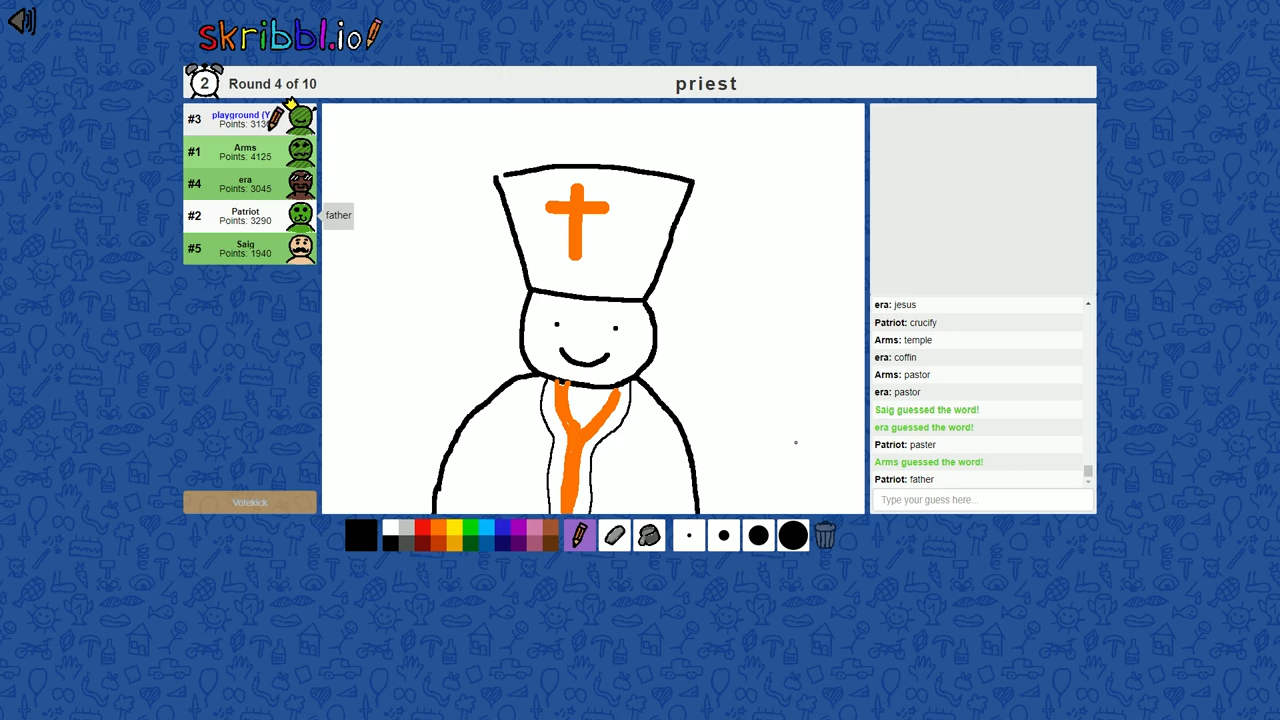 skribbl.io
2
Round 4 of 10
priest
#3
playground (Y
Points: 313
#1
Arms
Points: 4125
#4
era
Points: 3045
#2
Patriot
Points: 3290
father
#5
Saig
Points: 1940
Votekick
era: jesus
Patriot: crucify
Arms: temple
era: coffin
Arms: pastor
era: pastor
Saig guessed the word!
era guessed the word!
Patriot: paster
Arms guessed the word!
Patriot: father
Type your guess here...